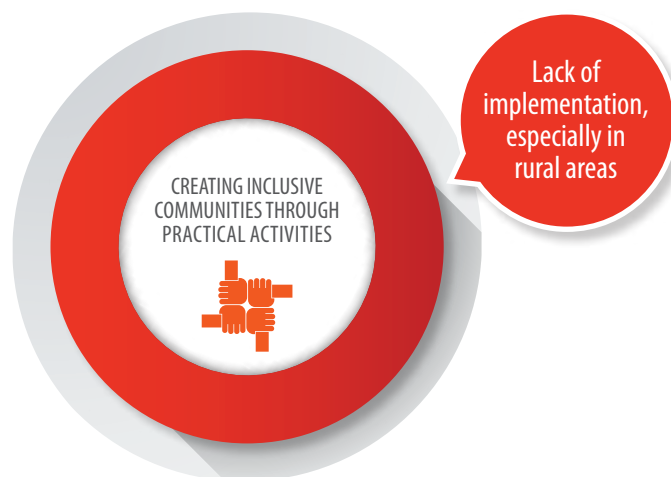 Lack of
implementation,
especially in
rural areas
CREATING INCLUSIVE
COMMUNITIES THROUGH
PRACTICAL ACTIVITIES